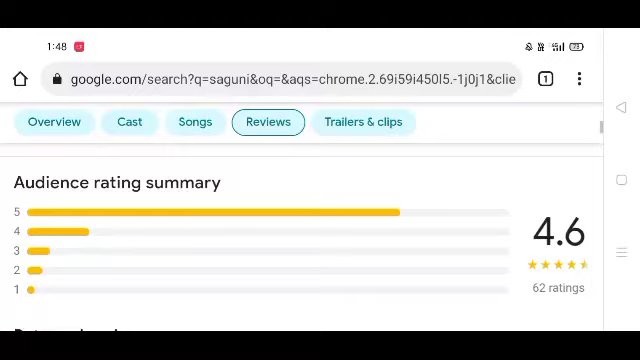 1:48
google.com/search?q=saguni&oq=&aqs=chrome.2.69i59i450l5.-1j0j1&clie
1
Overview
Cast
Songs
Reviews
Trailers & clips
Audience rating summary
5
4
3
2
1
4.6
62 ratings